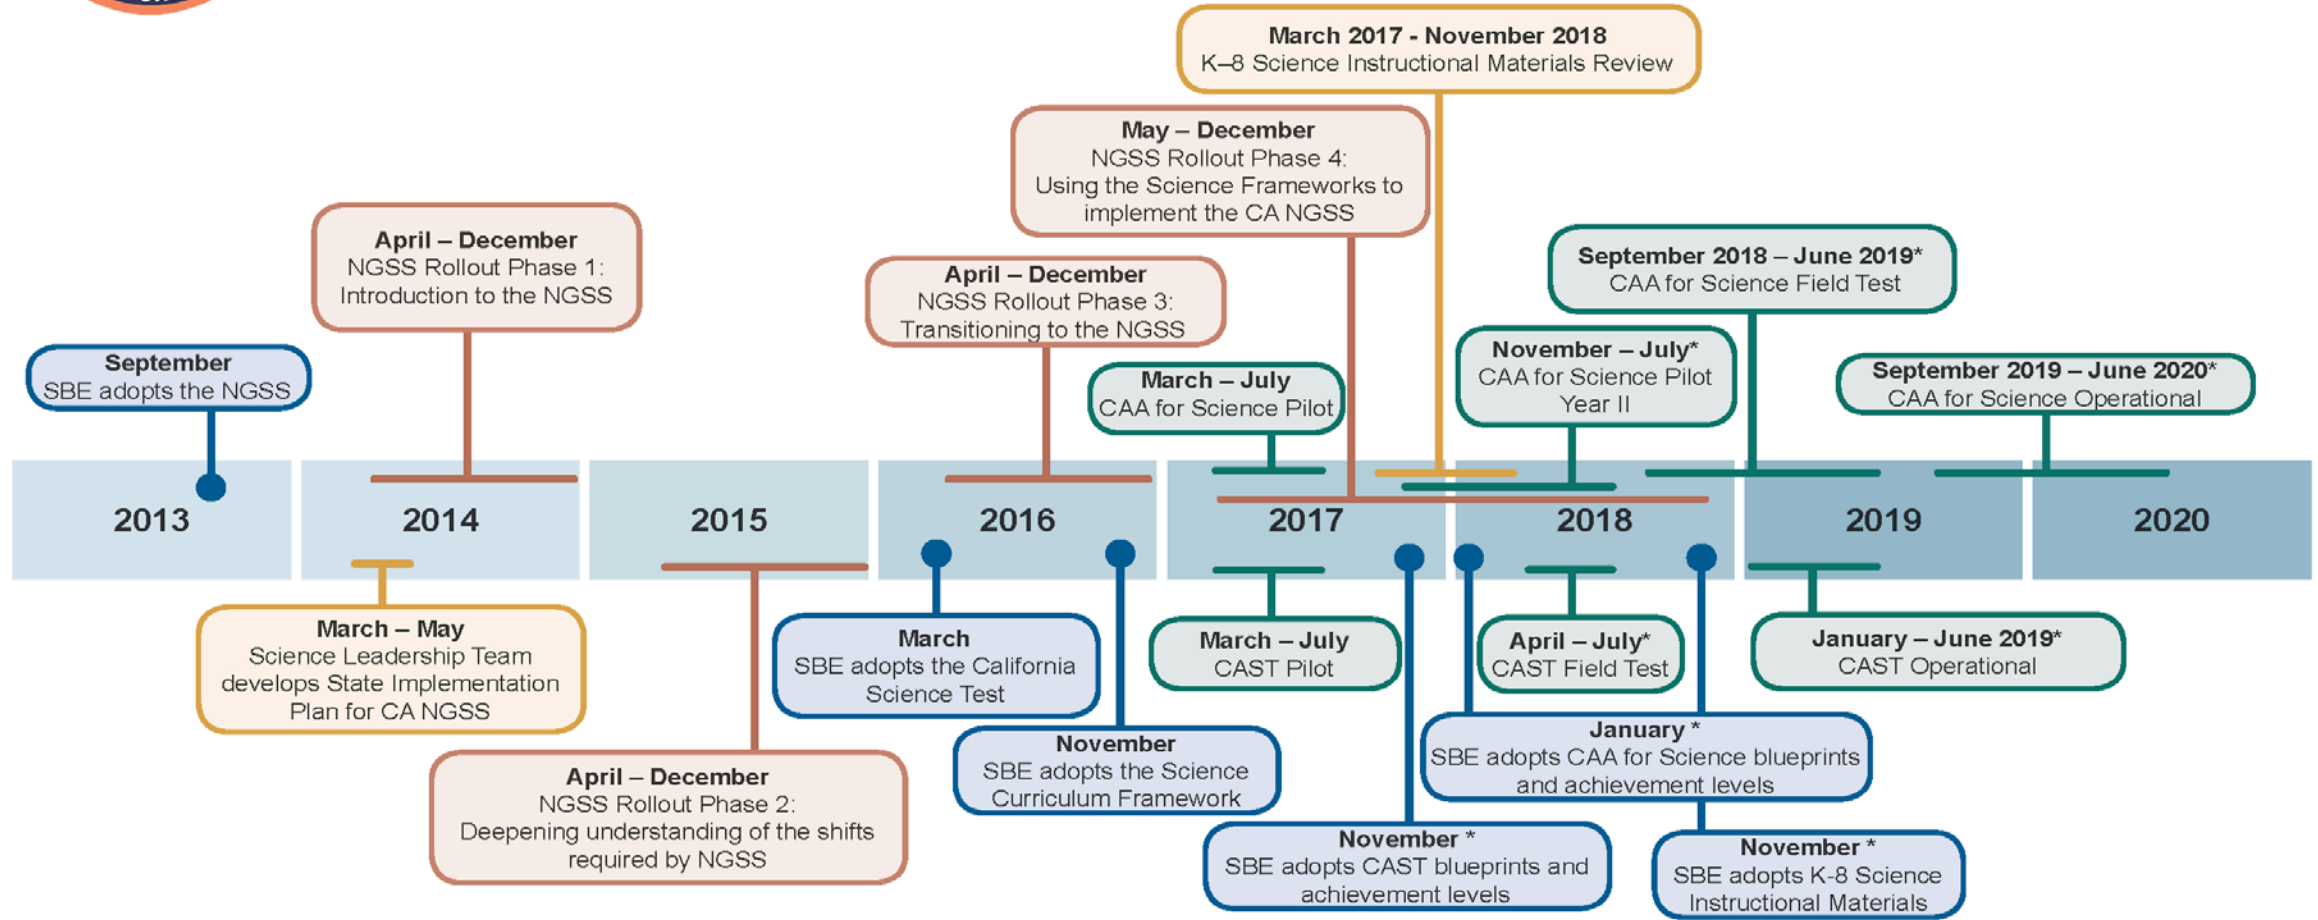 March 2017 - November 2018
K–8 Science Instructional Materials Review
May – December
NGSS Rollout Phase 4:
Using the Science Frameworks to
implement the CA NGSS
April – December
NGSS Rollout Phase 1:
Introduction to the NGSS
April – December
NGSS Rollout Phase 3:
Transitioning to the NGSS
September 2018 – June 2019*
CAA for Science Field Test
September
SBE adopts the NGSS
March – July
CAA for Science Pilot
November – July*
CAA for Science Pilot
Year II
September 2019 – June 2020*
CAA for Science Operational
2013
2014
2015
2016
2017
2018
2019
2020
March – May
Science Leadership Team
develops State Implementation
Plan for CA NGSS
March
SBE adopts the California
Science Test
March – July
CAST Pilot
April – July*
CAST Field Test
January – June 2019*
CAST Operational
April – December
NGSS Rollout Phase 2:
Deepening understanding of the shifts
required by NGSS
November
SBE adopts the Science
Curriculum Framework
January *
SBE adopts CAA for Science blueprints
and achievement levels
November *
SBE adopts CAST blueprints and
achievement levels
November *
SBE adopts K-8 Science
Instructional Materials